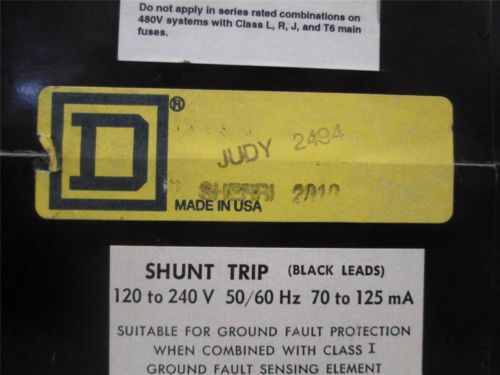 Do not apply in series rated combinations on
480V systems with Class L, R, J, and T6 main
fuses.
D ®
JUDY 2494
SHERRI 2010
MADE IN USA
SHUNT TRIP (BLACK LEADS)
120 to 240 V 50/60 Hz 70 to 125 mA
SUITABLE FOR GROUND FAULT PROTECTION
WHEN COMBINED WITH CLASS I
GROUND FAULT SENSING ELEMENT